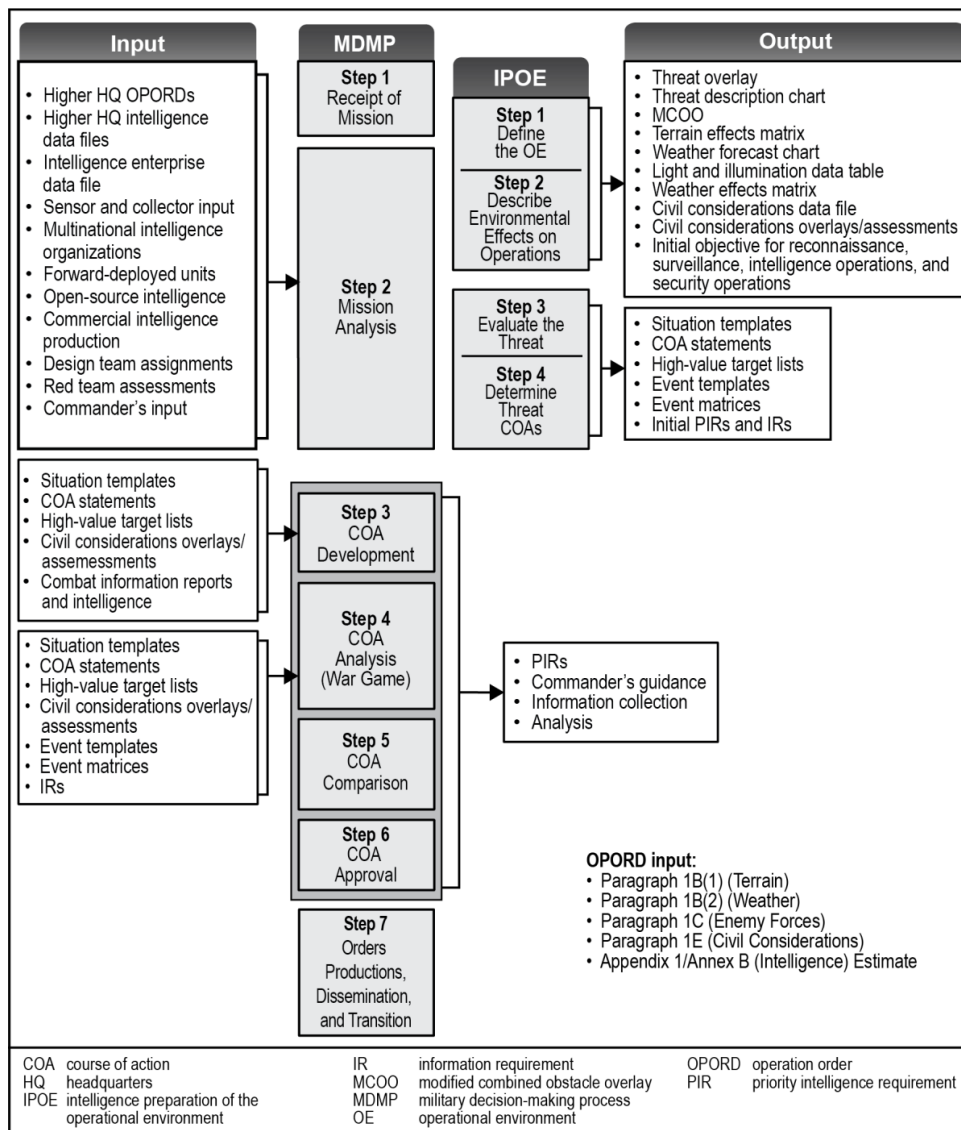 Input
• Higher HQ OPORDs
• Higher HQ intelligence
data files
• Intelligence enterprise
data file
• Sensor and collector input
• Multinational intelligence
organizations
• Forward-deployed units
• Open-source intelligence
• Commercial intelligence
production
• Design team assignments
• Red team assessments
• Commander’s input
• Situation templates
• COA statements
• High-value target lists
• Civil considerations overlays/
assemessments
• Combat information reports
and intelligence
• Situation templates
• COA statements
• High-value target lists
• Civil considerations overlays/
assessments
• Event templates
• Event matrices
• IRs
MDMP
Step 1
Receipt of
Mission
Step 2
Mission
Analysis
Step 3
COA
Development
Step 4
COA
Analysis
(War Game)
Step 5
COA
Comparison
Step 6
COA
Approval
Step 7
Orders
Productions,
Dissemination,
and Transition
IPOE
Step 1
Define
the OE
Step 2
Describe
Environmental
Effects on
Operations
Step 3
Evaluate the
Threat
Step 4
Determine
Threat
COAs
Output
• Threat overlay
• Threat description chart
• MCOO
• Terrain effects matrix
• Weather forecast chart
• Light and illumination data table
• Weather effects matrix
• Civil considerations data file
• Civil considerations overlays/assessments
• Initial objective for reconnaissance,
surveillance, intelligence operations, and
security operations
• Situation templates
• COA statements
• High-value target lists
• Event templates
• Event matrices
• Initial PIRs and IRs
• PIRs
• Commander’s guidance
• Information collection
• Analysis
OPORD input:
• Paragraph 1B(1) (Terrain)
• Paragraph 1B(2) (Weather)
• Paragraph 1C (Enemy Forces)
• Paragraph 1E (Civil Considerations)
• Appendix 1/Annex B (Intelligence) Estimate
COA course of action
HQ headquarters
IPOE intelligence preparation of the
operational environment
IR information requirement
MCOO modified combined obstacle overlay
MDMP military decision-making process
OE operational environment
OPORD operation order
PIR priority intelligence requirement